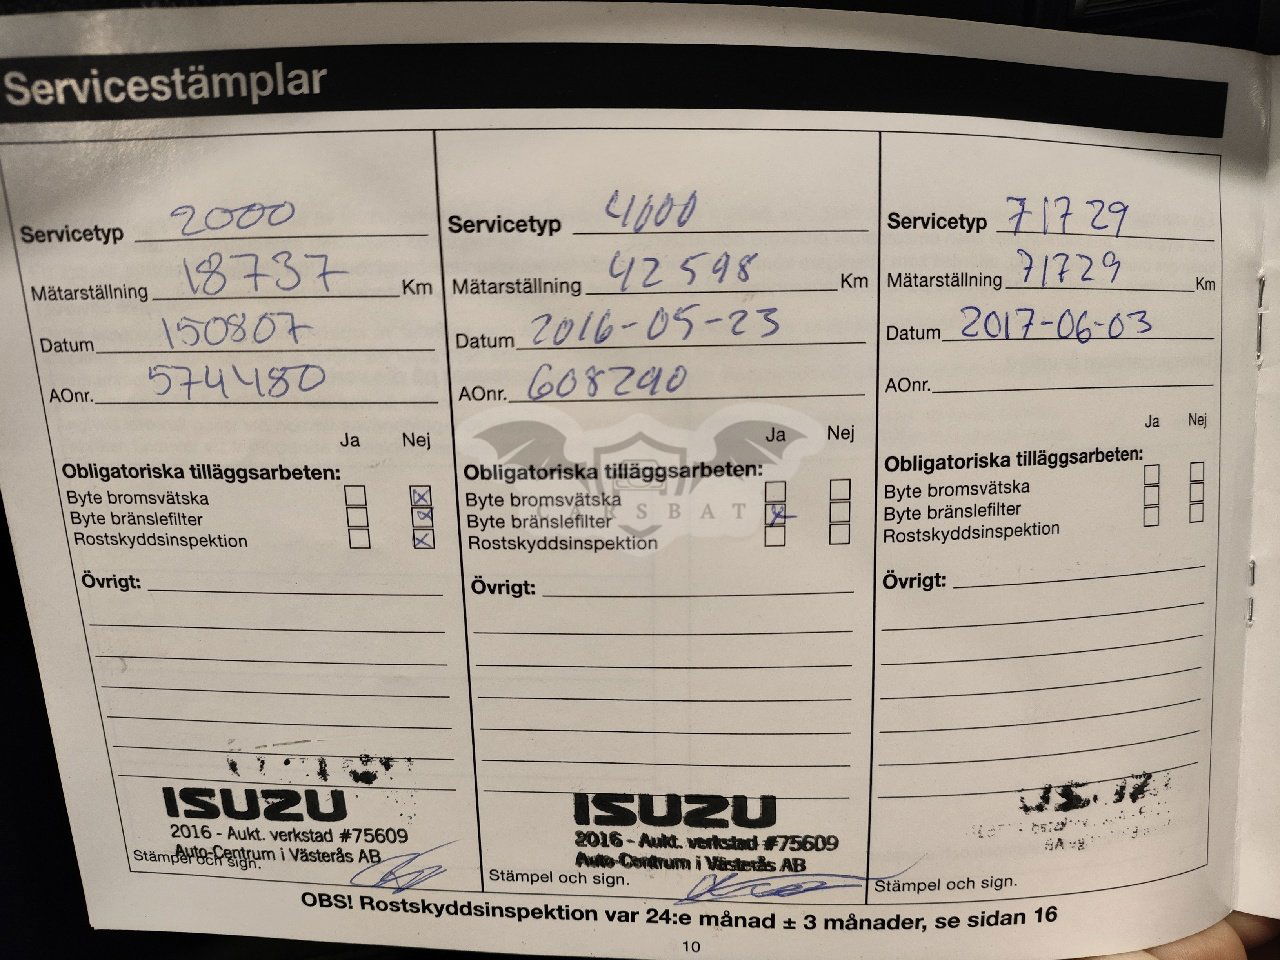 Servicestämplar
Servicetyp 2000
Mätarställning 18737 Km
Datum 150807
AOnr. 574480
Ja Nej
Obligatoriska tilläggsarbeten:
Byte bromsvätska
Byte bränslefilter
Rostskyddsinspektion
Övrigt:
ISUZU
2016 - Aukt. verkstad #75609
Auto-Centrum i Västerås AB
Stämpel och sign.
Servicetyp 4000
Mätarställning 42 598 Km
Datum 2016-05-23
AOnr. 608290
Ja Nej
Obligatoriska tilläggsarbeten:
Byte bromsvätska
Byte bränslefilter
Rostskyddsinspektion
CARSBAT
Övrigt:
ISUZU
2016 - Aukt. verkstad #75609
Auto-Centrum i Västerås AB
Stämpel och sign.
Servicetyp 71729
Mätarställning 71729 Km
Datum 2017-06-03
AOnr.
Ja Nej
Obligatoriska tilläggsarbeten:
Byte bromsvätska
Byte bränslefilter
Rostskyddsinspektion
Övrigt:
Stämpel och sign.
OBS! Rostskyddsinspektion var 24:e månad ± 3 månader, se sidan 16
10